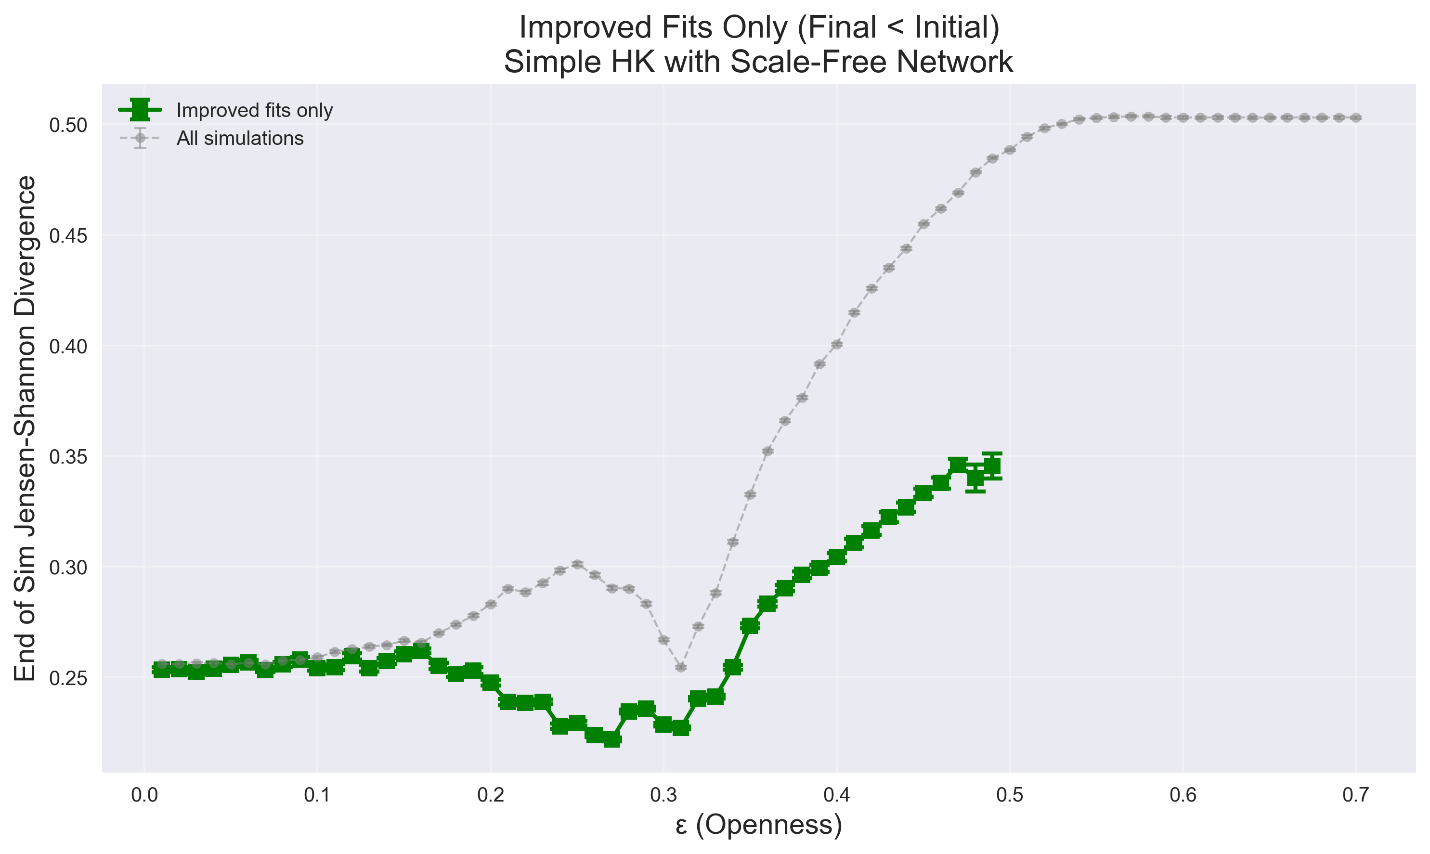 Improved Fits Only (Final < Initial)
Simple HK with Scale-Free Network
Improved fits only
All simulations
End of Sim Jensen-Shannon Divergence
0.50
0.45
0.40
0.35
0.30
0.25
0.0 0.1 0.2 0.3 0.4 0.5 0.6 0.7
ε (Openness)